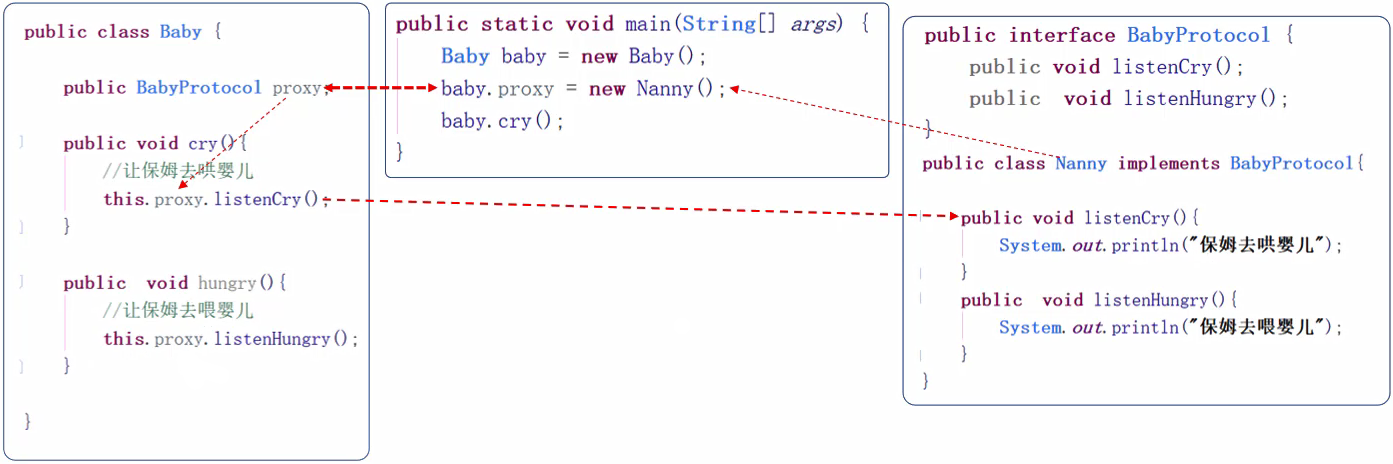 public class Baby {
public BabyProtocol proxy;
public void cry(){
//让保姆去哄婴儿
this.proxy.listenCry();
}
public void hungry(){
//让保姆去喂婴儿
this.proxy.listenHungry();
}
}
public static void main(String[] args) {
Baby baby = new Baby();
baby.proxy = new Nanny();
baby.cry();
}
public interface BabyProtocol {
public void listenCry();
public void listenHungry();
}
public class Nanny implements BabyProtocol{
public void listenCry(){
System.out.println("保姆去哄婴儿");
}
public void listenHungry(){
System.out.println("保姆去喂婴儿");
}
}